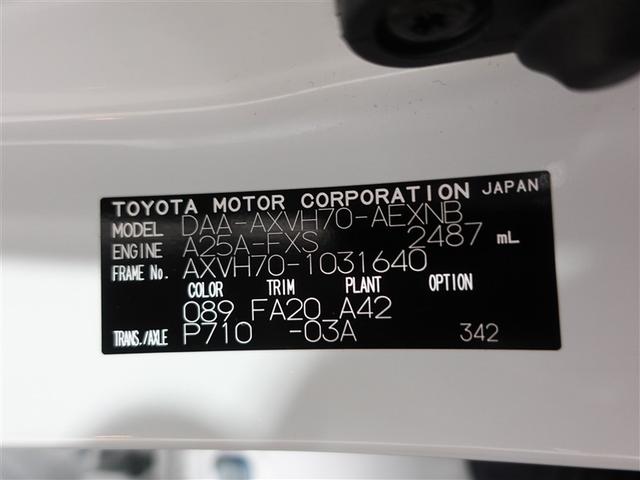 TOYOTA MOTOR CORPORATION JAPAN
MODEL DAA-AXVH70-AEXNB
ENGINE A25A-FXS 2487 mL
FRAME No. AXVH70-1031640
COLOR TRIM PLANT OPTION
089 FA20 A42
TRANS./AXLE P710 -03A 342